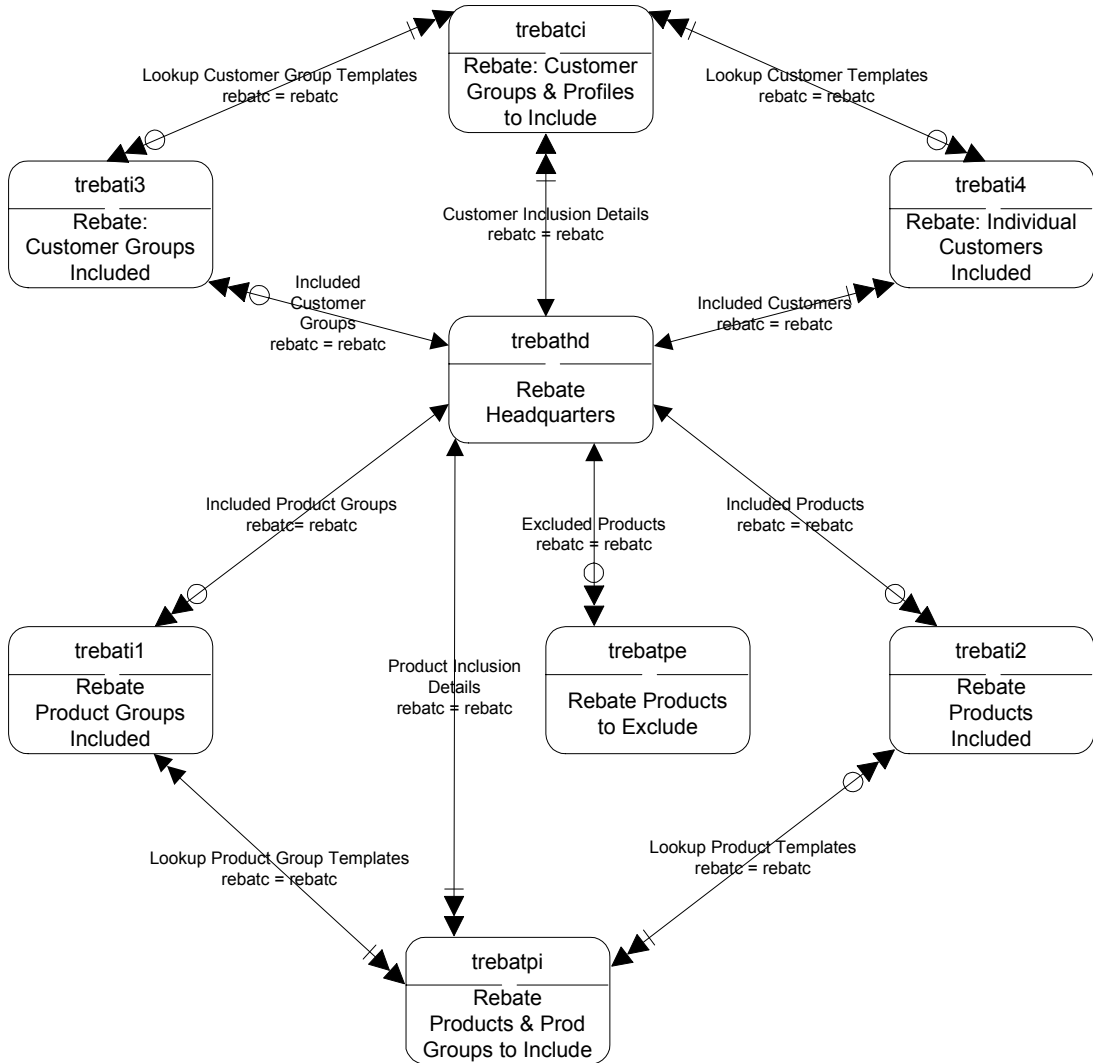 trebatci
Rebate: Customer
Groups & Profiles
to Include
Lookup Customer Group Templates
rebatc = rebatc
Lookup Customer Templates
rebatc = rebatc
trebati3
Rebate:
Customer Groups
Included
Customer Inclusion Details
rebatc = rebatc
trebati4
Rebate: Individual
Customers
Included
Included
Customer
Groups
rebatc = rebatc
Included Customers
rebatc = rebatc
trebathd
Rebate
Headquarters
Included Product Groups
rebatc= rebatc
Excluded Products
rebatc = rebatc
Included Products
rebatc = rebatc
trebati1
Rebate
Product Groups
Included
Product Inclusion
Details
rebatc = rebatc
trebatpe
Rebate Products
to Exclude
trebati2
Rebate
Products
Included
Lookup Product Group Templates
rebatc = rebatc
Lookup Product Templates
rebatc = rebatc
trebatpi
Rebate
Products & Prod
Groups to Include